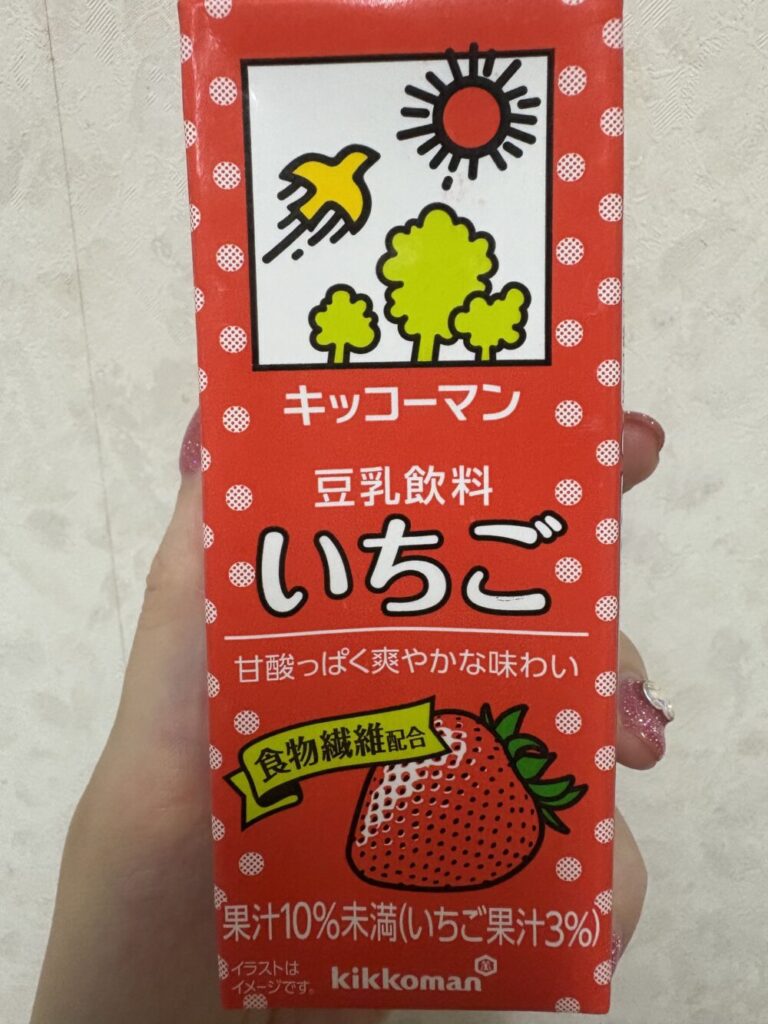 キッコーマン
豆乳飲料
いちご
甘酸っぱく爽やかな味わい
食物繊維配合
果汁10%未満(いちご果汁3%)
イラストは
イメージです。
kikkoman